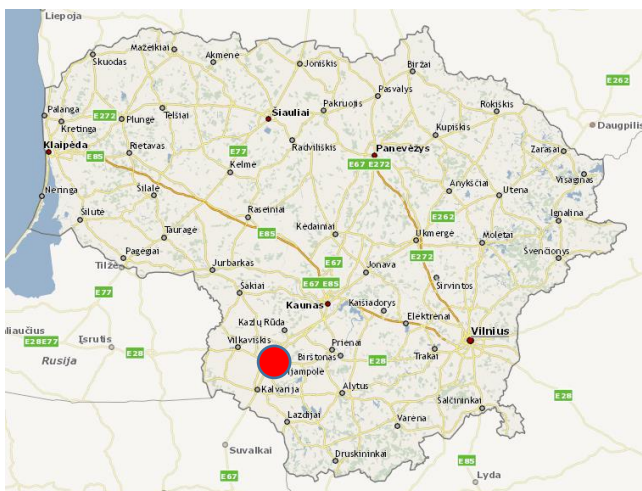 Liepoja
Mažeikiai
Skuodas
Akmenė
Joniškis
Biržai
E262
Palanga
E272
Plungė
Telšiai
Šiauliai
Pakruojis
Pasvalys
Rokiškis
Daugpilis
Kretinga
Klaipėda
E85
Rietavas
E77
Radviliškis
Panevėžys
Kupiškis
Zarasai
Kelmė
E67 E272
Visaginas
Neringa
Šilalė
Anykščiai
Utena
Šilutė
Raseiniai
E262
Ignalina
Tauragė
E85
Kėdainiai
Ukmergė
Molėtai
Pagėgiai
E272
Švenčionys
Tilžė
Jurbarkas
E67
Jonava
E77
Šakiai
E67 E85
Širvintos
Kaunas
Kaišiadorys
Kazlų Rūda
Elektrėnai
Vilnius
E28E77
Įsrutis
E28
Vilkaviškis
Prienai
Birštonas
E28
Trakai
Rusija
ijampolė
Kalvarija
Alytus
E28
Šalčininkai
Lazdijai
Varėna
Suvalkai
Druskininkai
E85
E67
Lyda